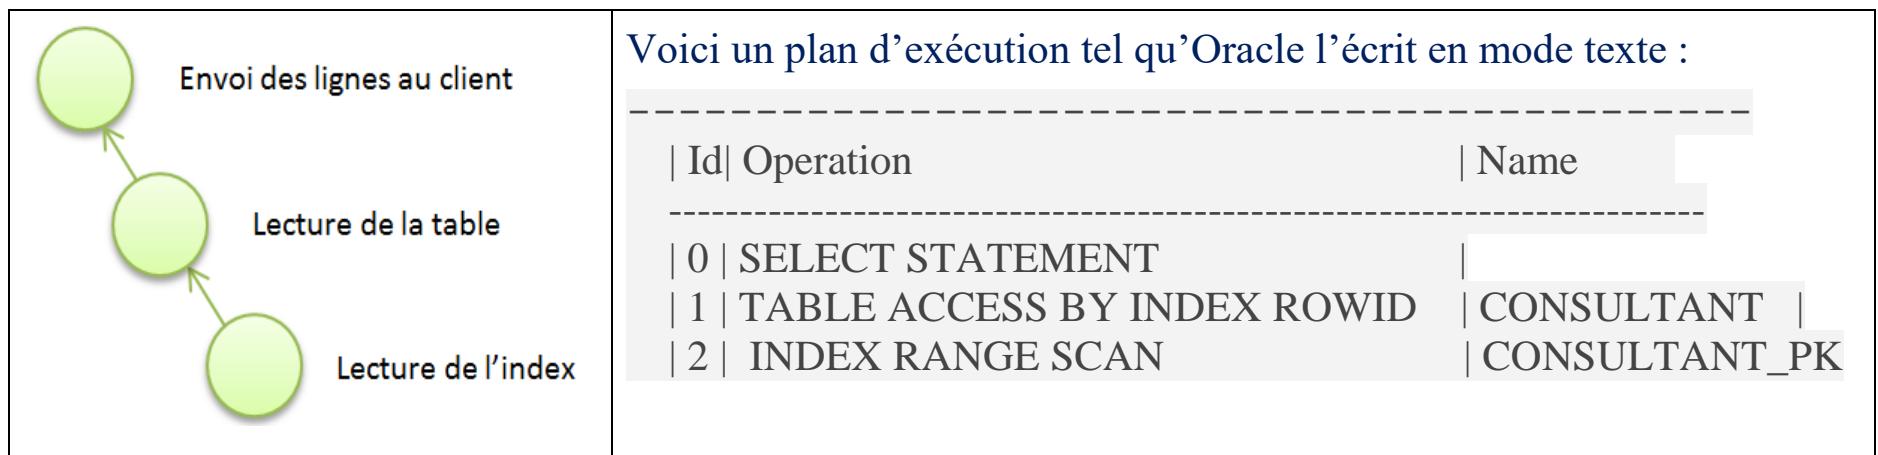 Envoi des lignes au client
Lecture de la table
Lecture de l'index
Voici un plan d’exécution tel qu’Oracle l’écrit en mode texte :
-------------------------------------------
| Id| Operation | Name
--------------------------------------------------------------------------
| 0 | SELECT STATEMENT |
| 1 | TABLE ACCESS BY INDEX ROWID | CONSULTANT |
| 2 | INDEX RANGE SCAN | CONSULTANT_PK